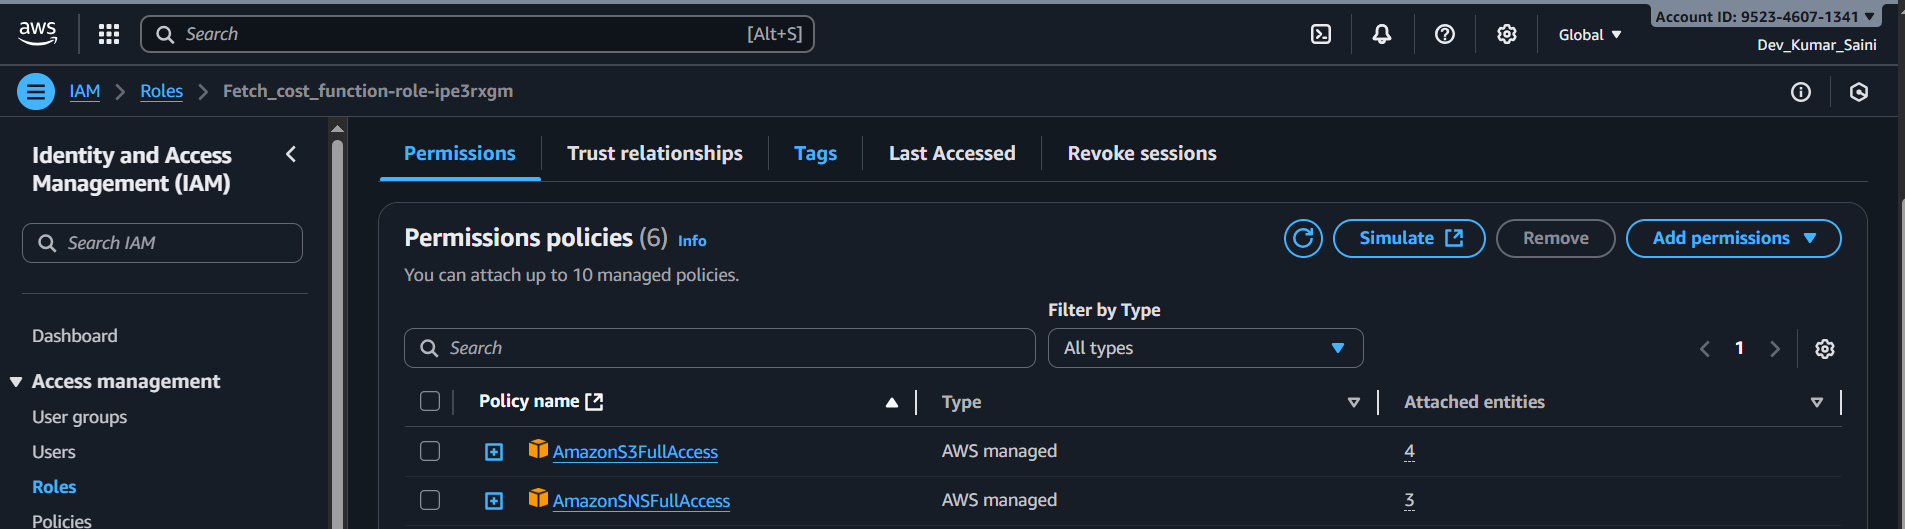 aws
Search [Alt+S]
Global
Account ID: 9523-4607-1341
Dev_Kumar_Saini
IAM
Roles
Fetch_cost_function-role-ipe3rxgm
Identity and Access
Management (IAM)
Search IAM
Dashboard
Access management
User groups
Users
Roles
Policies
Permissions
Trust relationships
Tags
Last Accessed
Revoke sessions
Permissions policies (6) Info
You can attach up to 10 managed policies.
Simulate
Remove
Add permissions
Filter by Type
Search
All types
1
Policy name Type Attached entities
AmazonS3FullAccess AWS managed 4
AmazonSNSFullAccess AWS managed 3